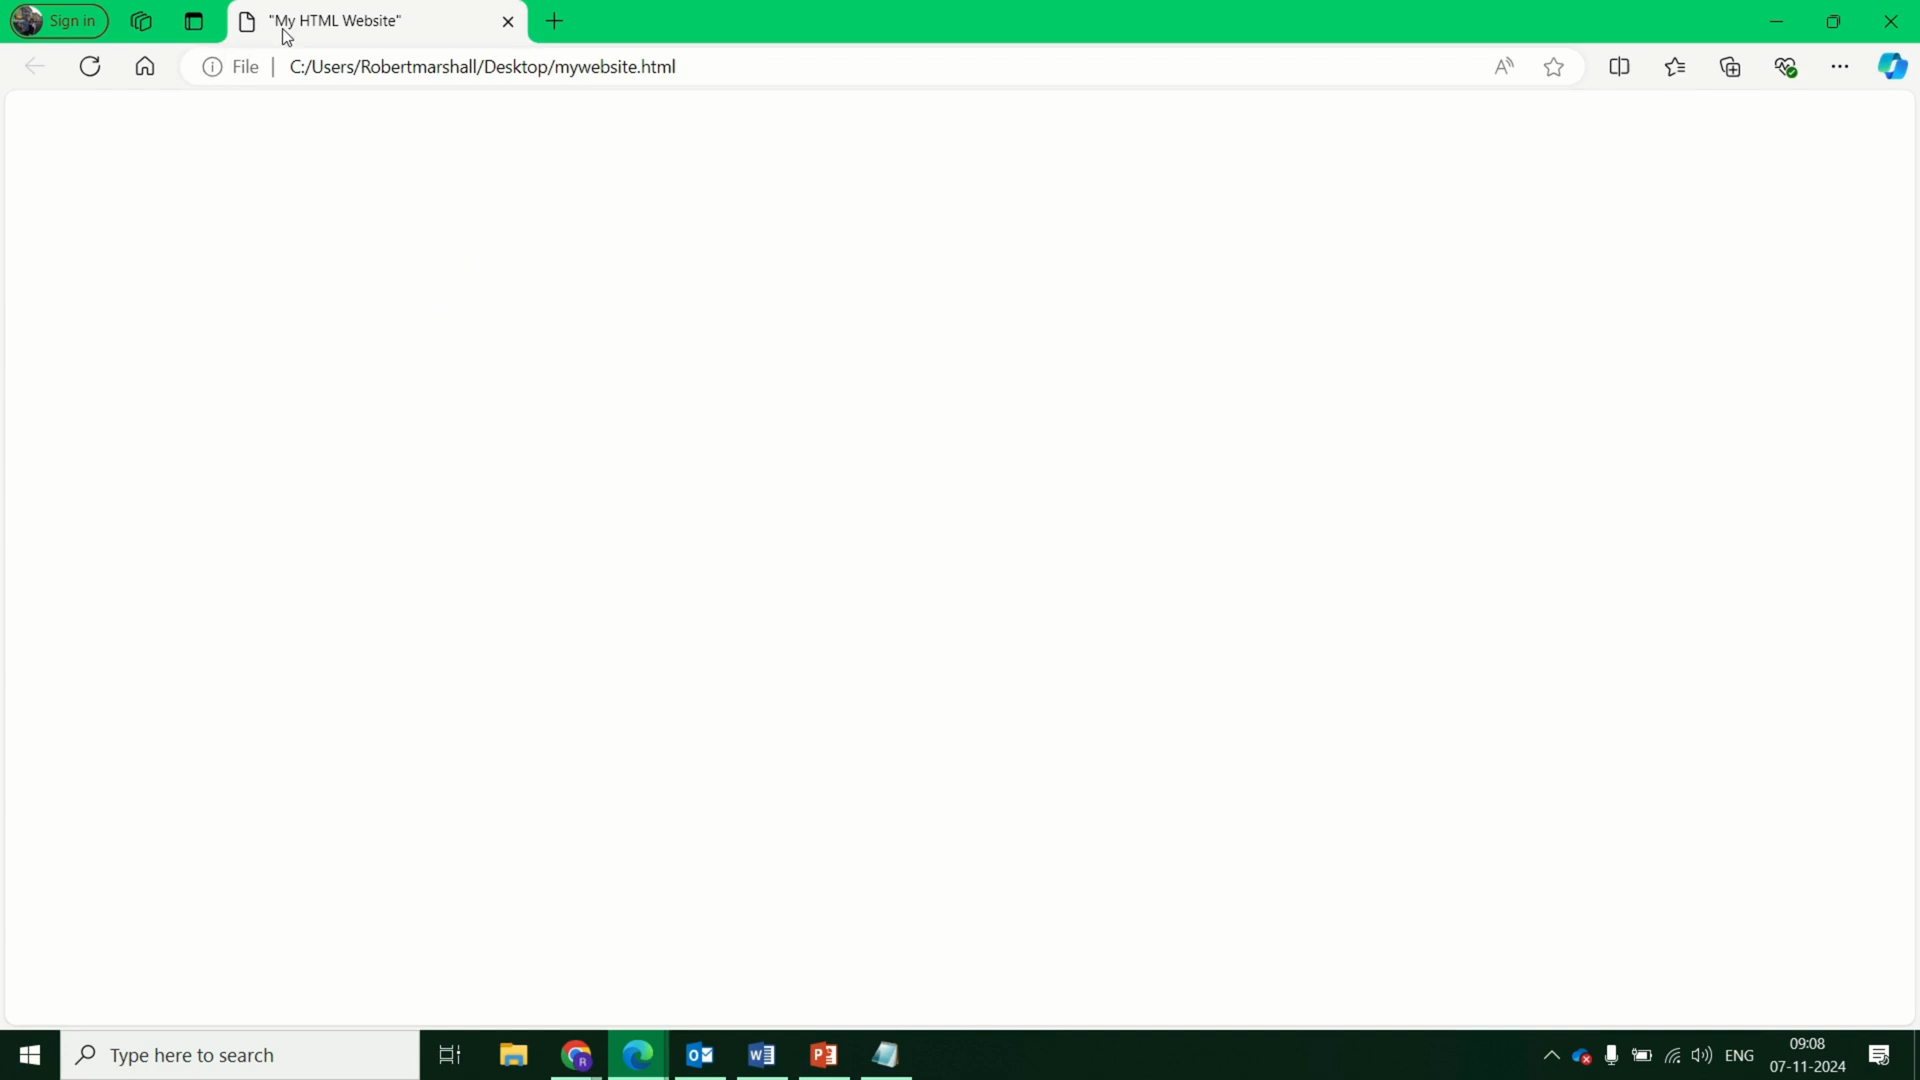 Sign in
"My HTML Website"
File
C:/Users/Robertmarshall/Desktop/mywebsite.html
Type here to search
ENG
09:08
07-11-2024